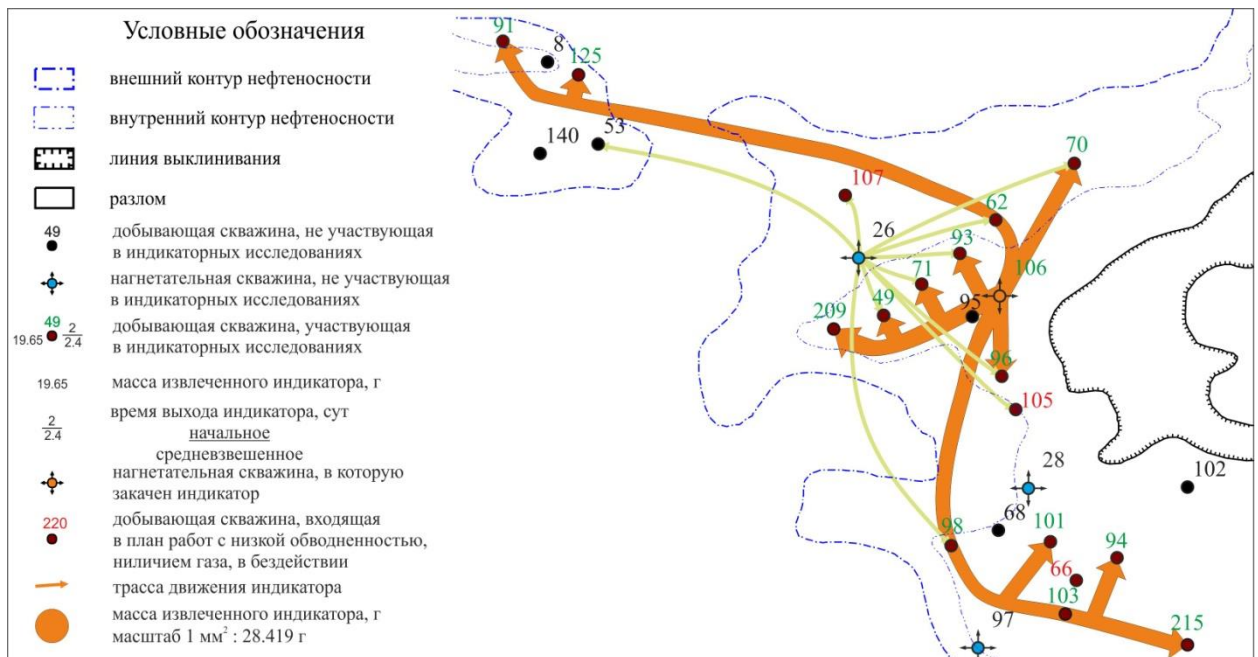 Условные обозначения
внешний контур нефтеносности
внутренний контур нефтеносности
линия выклинивания
разлом
49
добывающая скважина, не участвующая
в индикаторных исследованиях
нагнетательная скважина, не участвующая
в индикаторных исследованиях
49
19.65
2
2.4
добывающая скважина, участвующая
в индикаторных исследованиях
19.65
масса извлеченного индикатора, г
2
2.4
время выхода индикатора, сут
начальное
средневзвешенное
нагнетательная скважина, в которую
закачен индикатор
220
добывающая скважина, входящая
в план работ с низкой обводненностью,
ниличием газа, в бездействии
трасса движения индикатора
масса извлеченного индикатора, г
масштаб 1 мм² : 28.419 г
91
8
125
140
53
107
70
62
26
93
106
71
95
209
49
96
105
28
102
98
68
101
94
66
103
97
215